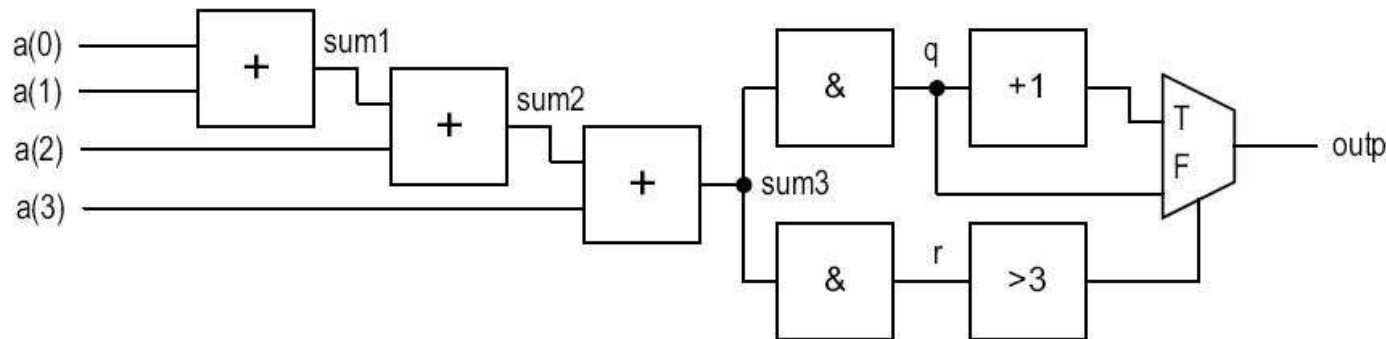 a(0)
a(1)
a(2)
a(3)
+
sum1
+
sum2
+
sum3
&
q
+1
T
F
outp
&
r
>3